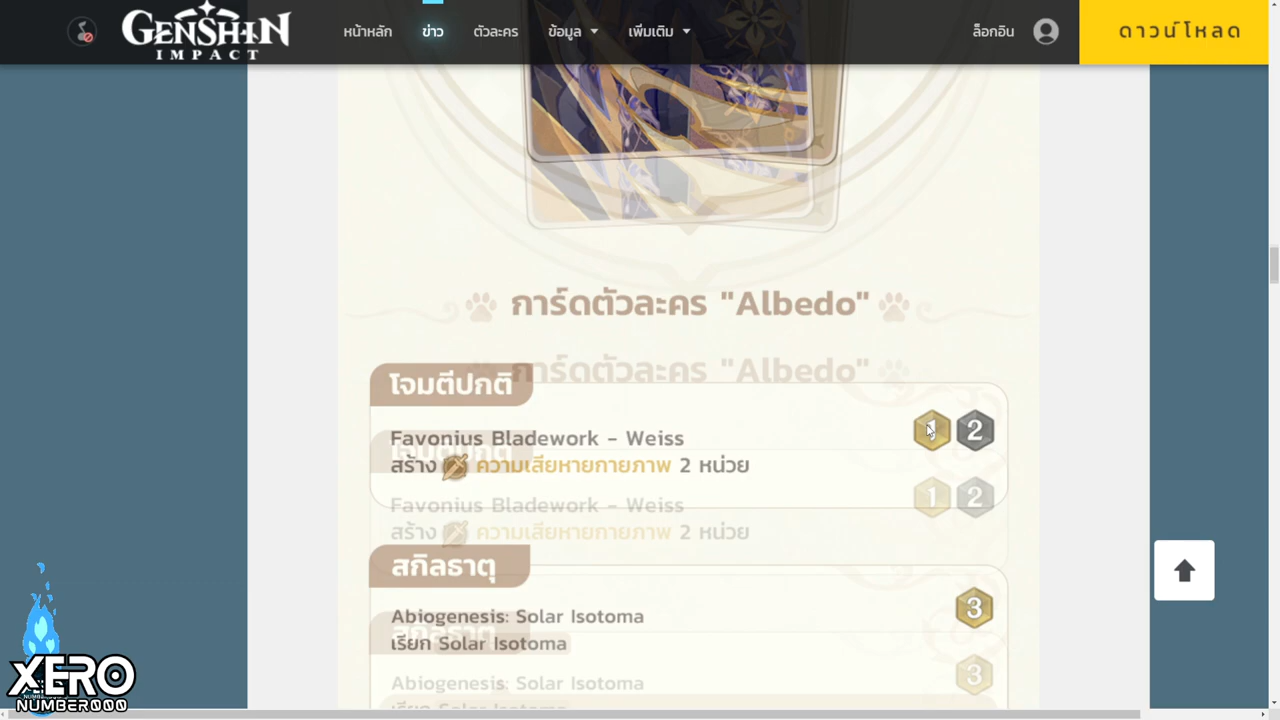 GENSHIN
IMPACT
หน้าหลัก
ข่าว
ตัวละคร
ข้อมูล
เพิ่มเติม
ล็อกอิน
ดาวน์โหลด
การ์ดตัวละคร "Albedo"
การ์ดตัวละคร "Albedo"
โจมตีปกติ
Favonius Bladework - Weiss
1 2
สร้าง ความเสียหายกายภาพ 2 หน่วย
Favonius Bladework - Weiss
1 2
สร้าง ความเสียหายกายภาพ 2 หน่วย
สกิลธาตุ
Abiogenesis: Solar Isotoma
3
เรียก Solar Isotoma
Abiogenesis: Solar Isotoma
3
XERO
NUMBER000